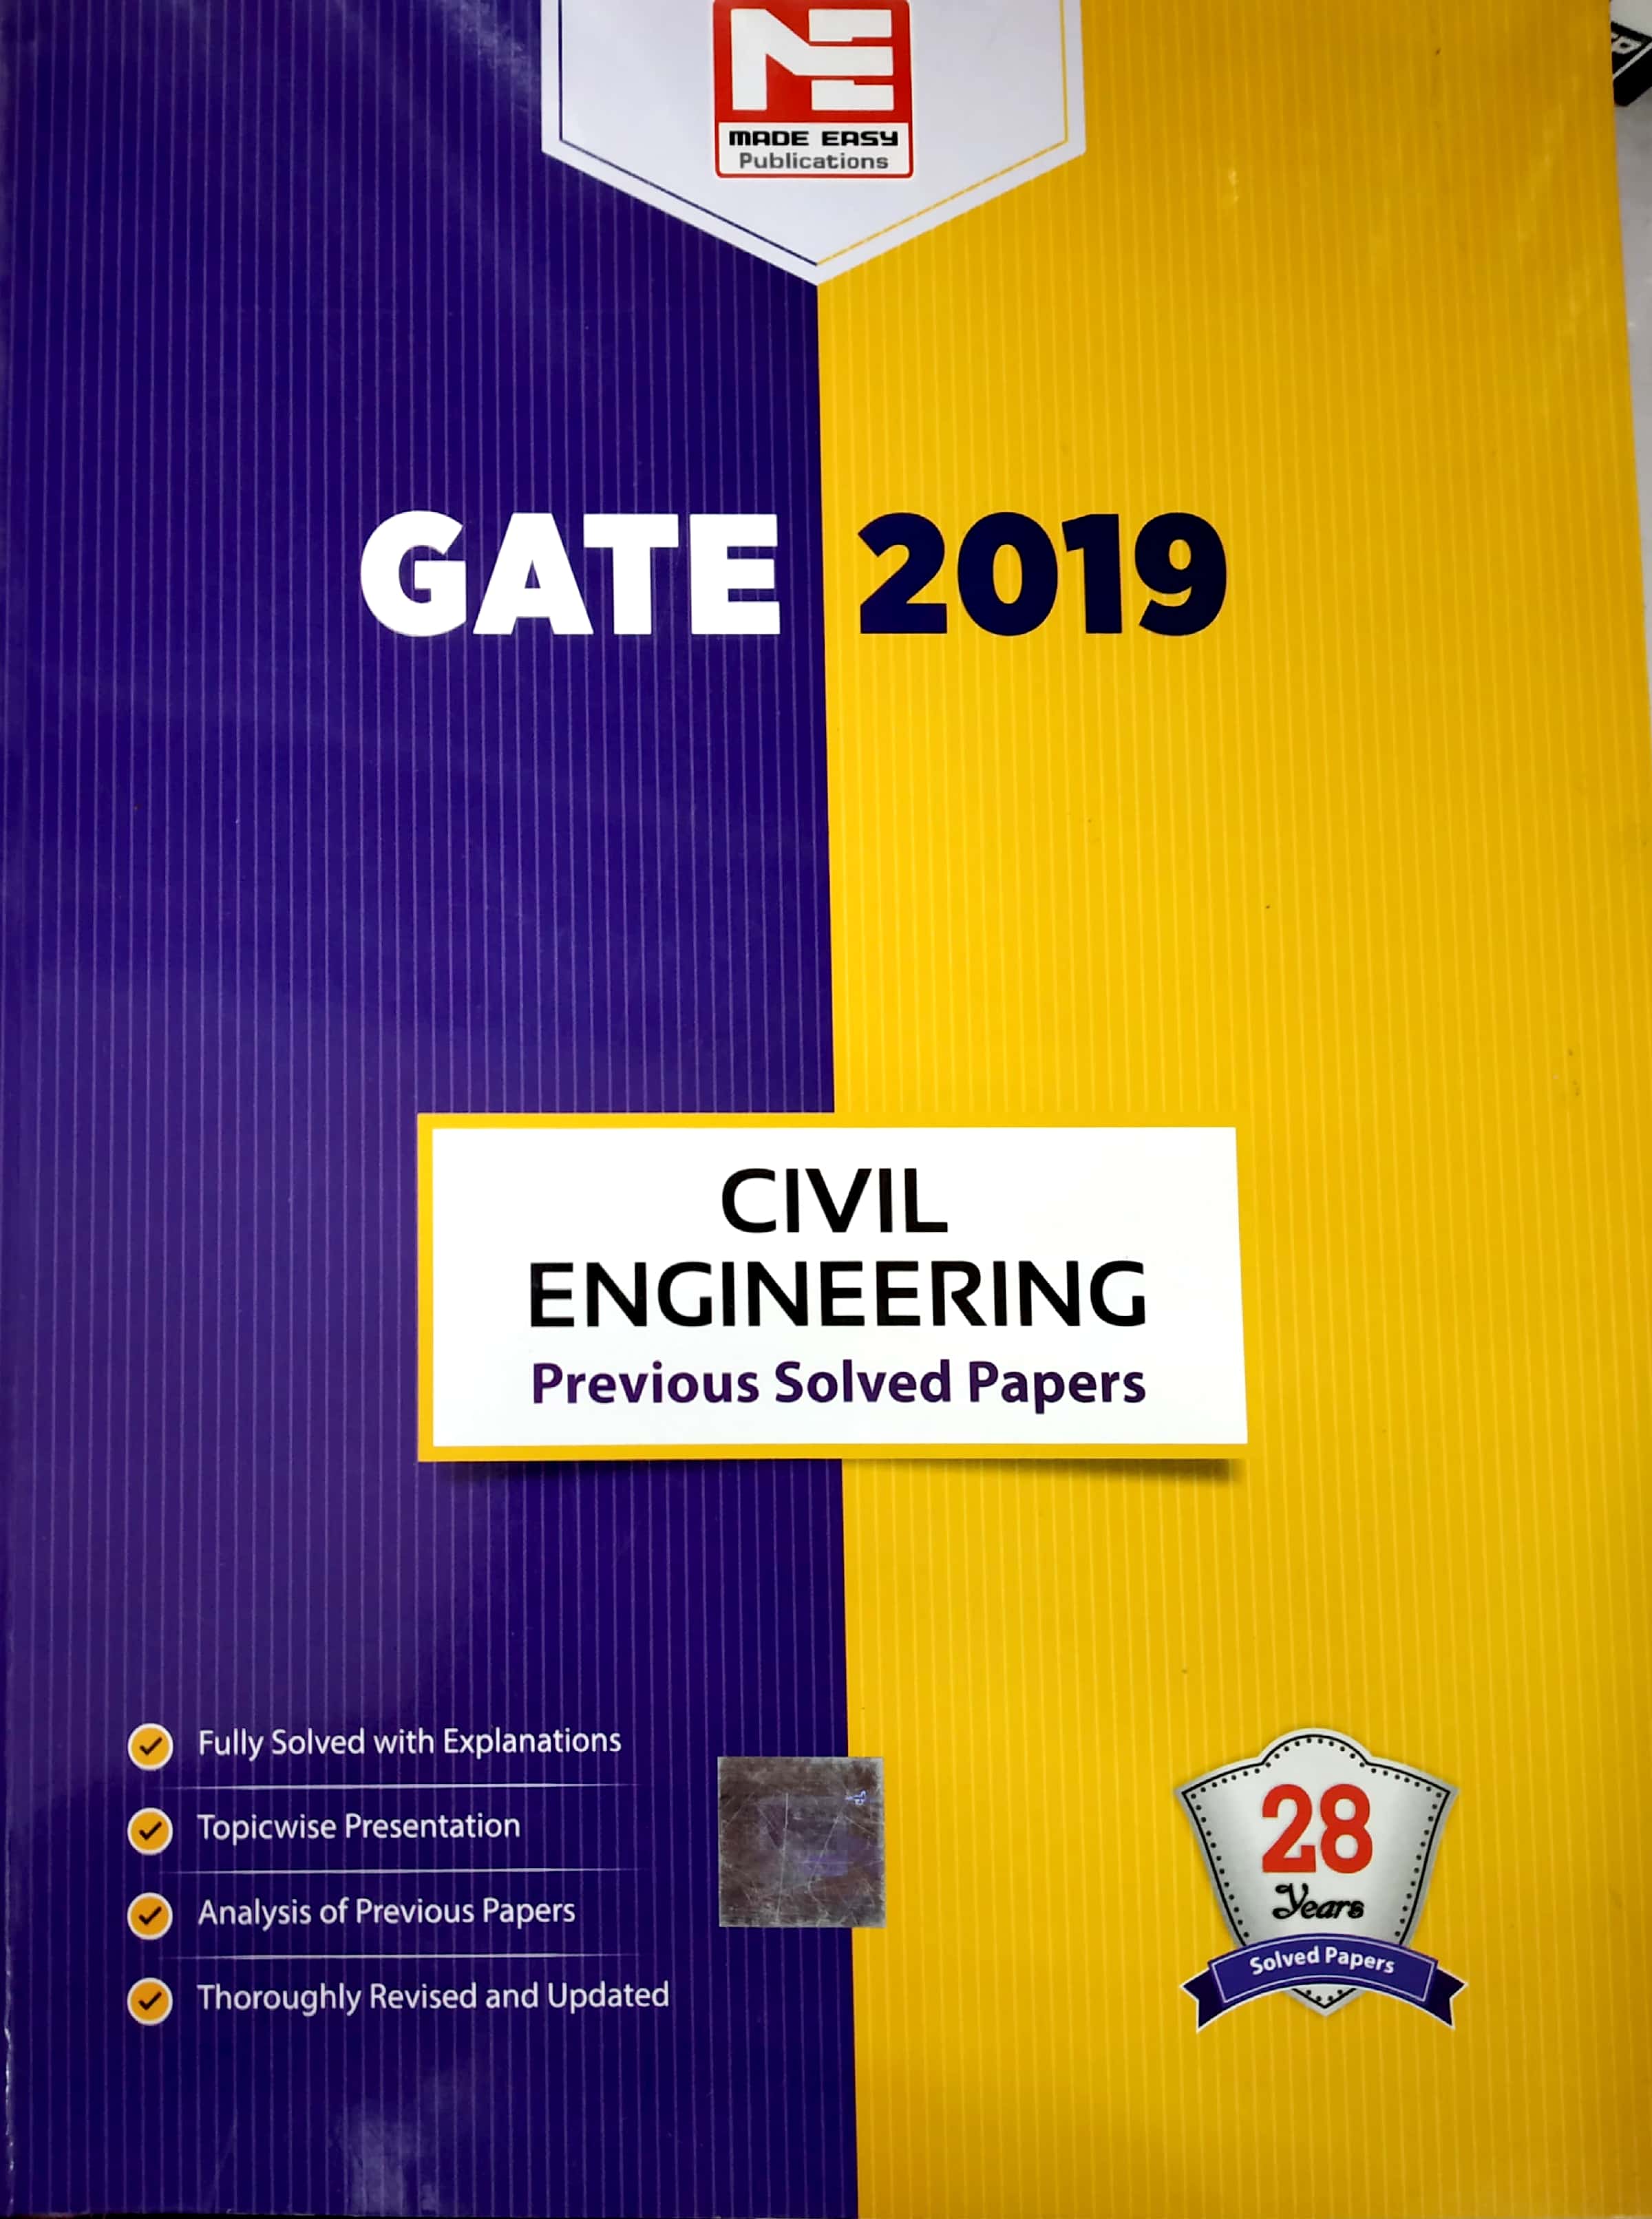 MADE EASY
Publications
GATE 2019
CIVIL
ENGINEERING
Previous Solved Papers
Fully Solved with Explanations
Topicwise Presentation
Analysis of Previous Papers
Thoroughly Revised and Updated
28
Years
Solved Papers